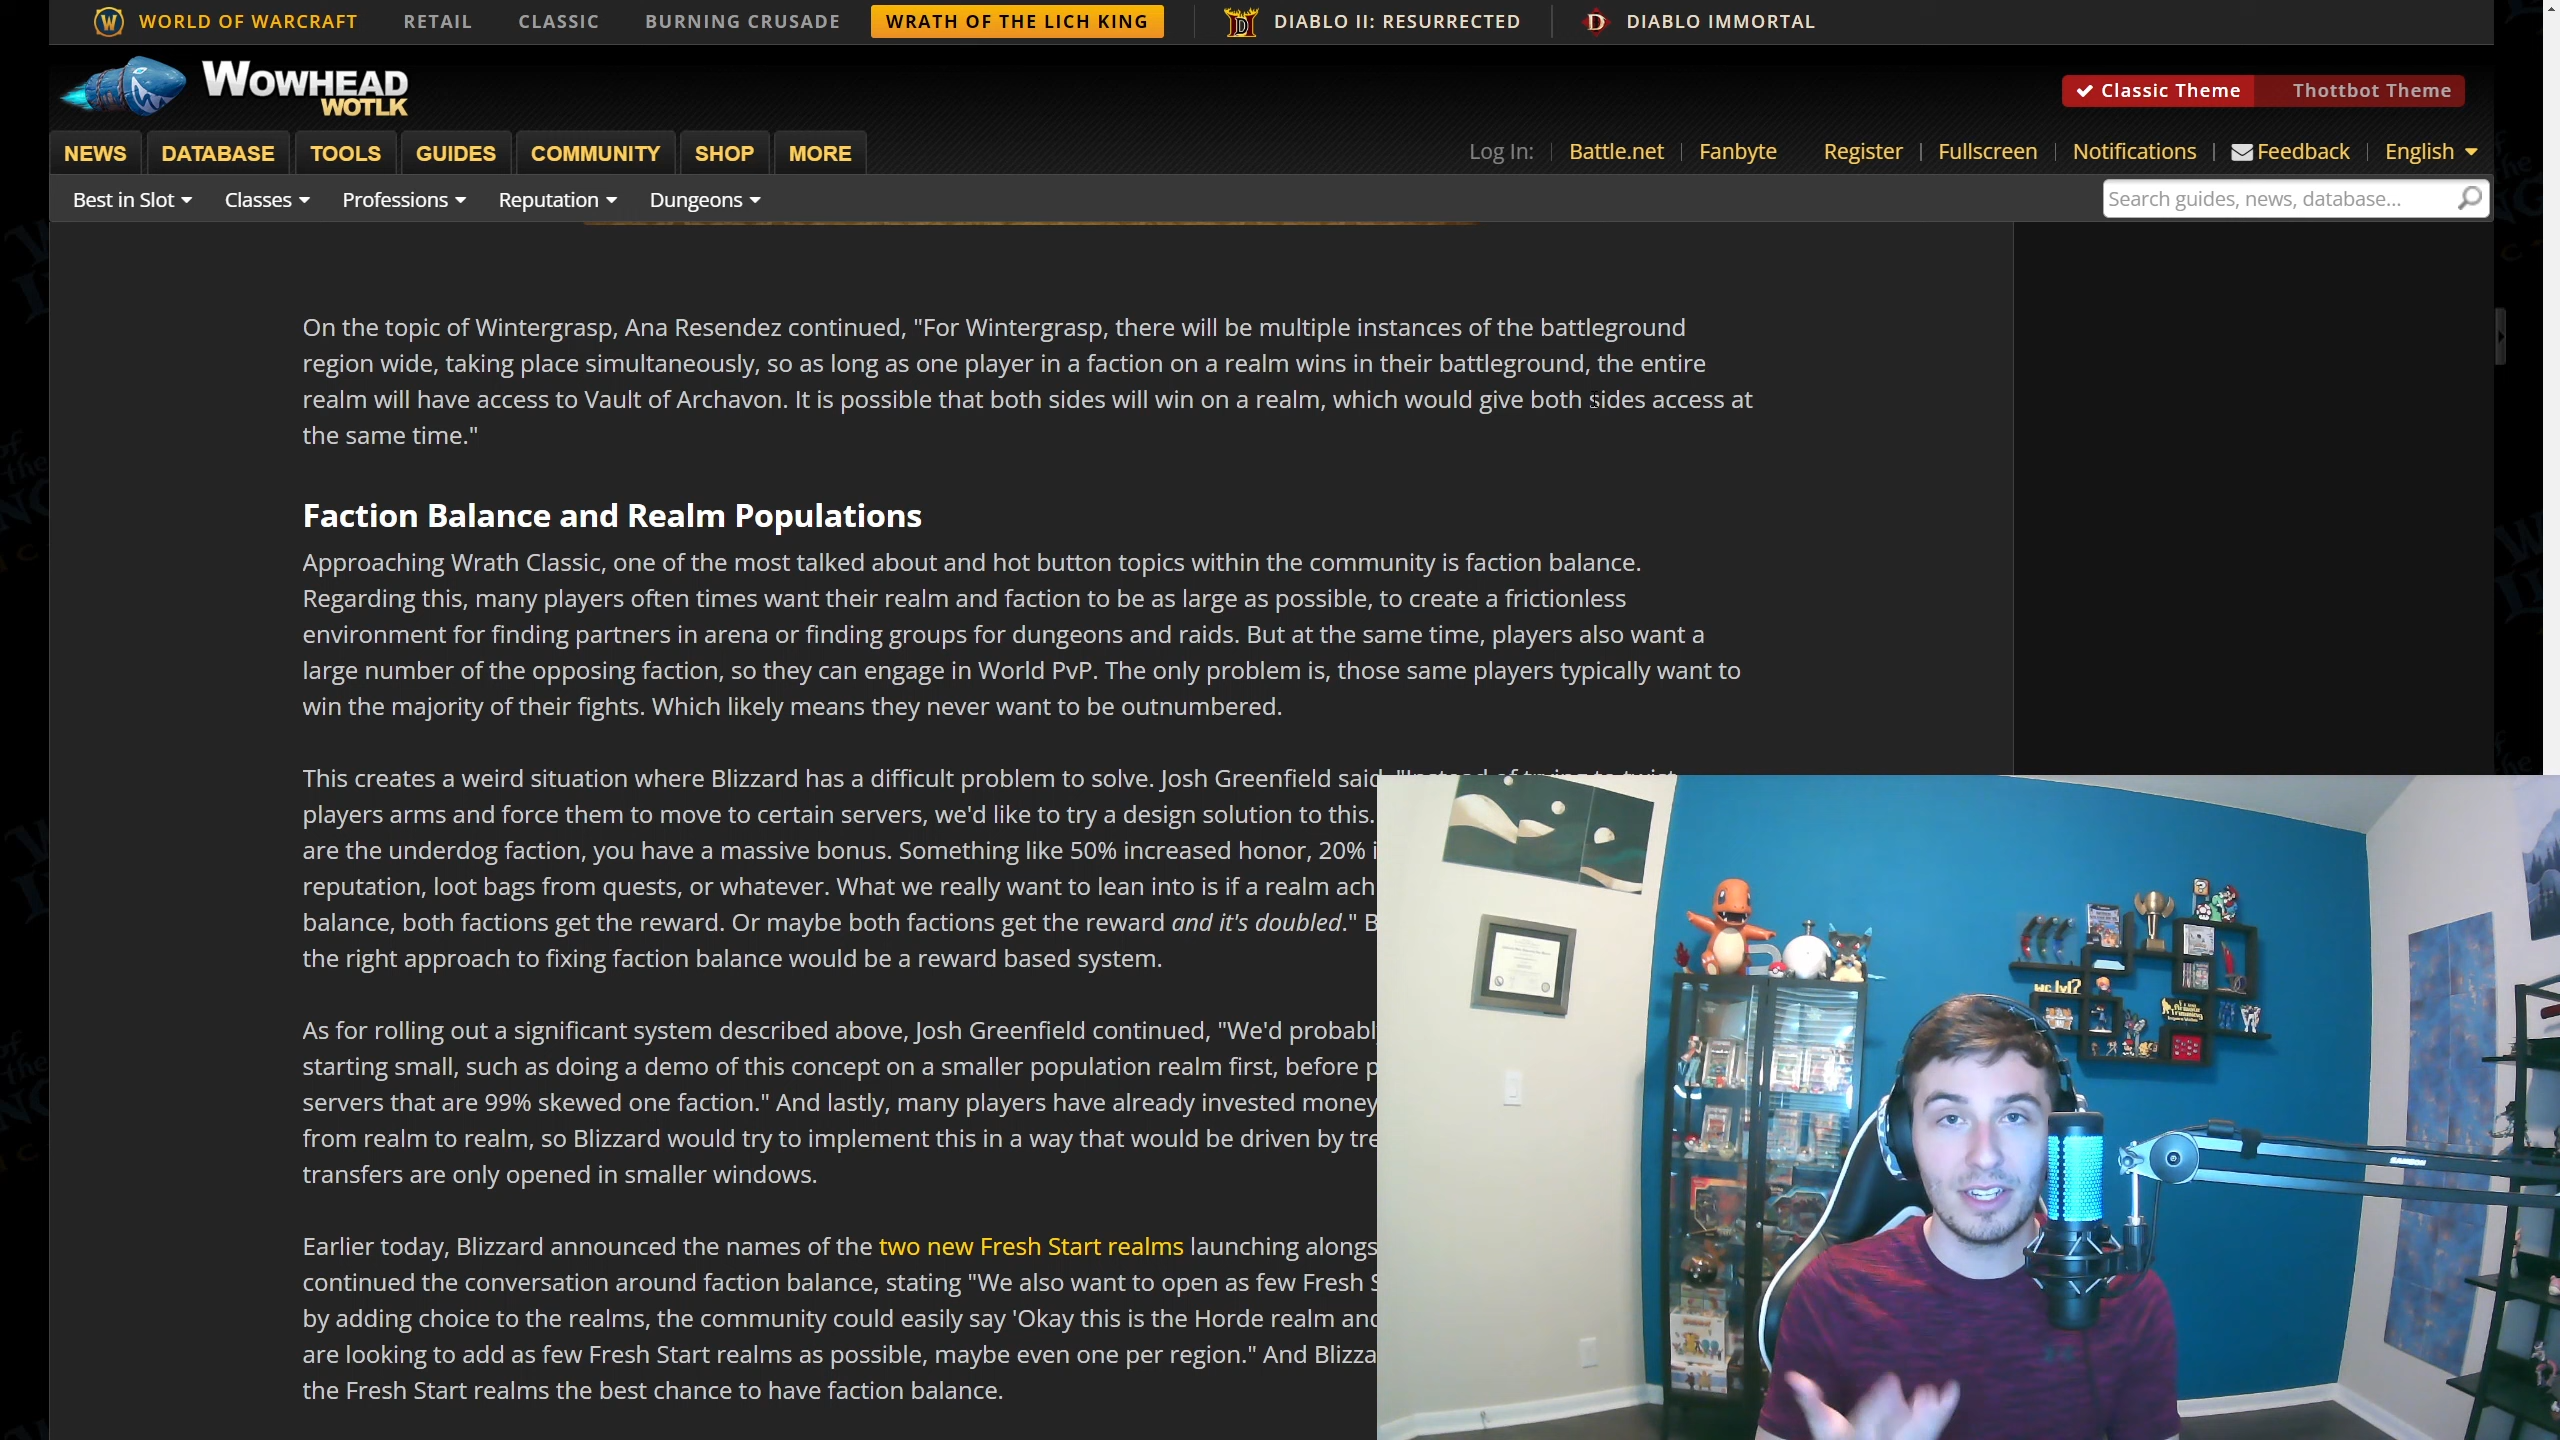 WORLD OF WARCRAFT RETAIL CLASSIC BURNING CRUSADE WRATH OF THE LICH KING DIABLO II: RESURRECTED DIABLO IMMORTAL
WOWHEAD
WOTLK
Classic Theme Thottbot Theme
NEWS DATABASE TOOLS GUIDES COMMUNITY SHOP MORE
Log In: Battle.net Fanbyte Register Fullscreen Notifications Feedback English
Best in Slot Classes Professions Reputation Dungeons
Search guides, news, database...
On the topic of Wintergrasp, Ana Resendez continued, "For Wintergrasp, there will be multiple instances of the battleground
region wide, taking place simultaneously, so as long as one player in a faction on a realm wins in their battleground, the entire
realm will have access to Vault of Archavon. It is possible that both sides will win on a realm, which would give both sides access at
the same time."
Faction Balance and Realm Populations
Approaching Wrath Classic, one of the most talked about and hot button topics within the community is faction balance.
Regarding this, many players often times want their realm and faction to be as large as possible, to create a frictionless
environment for finding partners in arena or finding groups for dungeons and raids. But at the same time, players also want a
large number of the opposing faction, so they can engage in World PvP. The only problem is, those same players typically want to
win the majority of their fights. Which likely means they never want to be outnumbered.
This creates a weird situation where Blizzard has a difficult problem to solve. Josh Greenfield said,
players arms and force them to move to certain servers, we'd like to try a design solution to this.
are the underdog faction, you have a massive bonus. Something like 50% increased honor, 20%
reputation, loot bags from quests, or whatever. What we really want to lean into is if a realm ach
balance, both factions get the reward. Or maybe both factions get the reward and it's doubled." B
the right approach to fixing faction balance would be a reward based system.
As for rolling out a significant system described above, Josh Greenfield continued, "We'd probabl
starting small, such as doing a demo of this concept on a smaller population realm first, before p
servers that are 99% skewed one faction." And lastly, many players have already invested money
from realm to realm, so Blizzard would try to implement this in a way that would be driven by tre
transfers are only opened in smaller windows.
Earlier today, Blizzard announced the names of the two new Fresh Start realms launching alongs
continued the conversation around faction balance, stating "We also want to open as few Fresh S
by adding choice to the realms, the community could easily say 'Okay this is the Horde realm and
are looking to add as few Fresh Start realms as possible, maybe even one per region." And Blizza
the Fresh Start realms the best chance to have faction balance.
wc lvl?
SAMSON